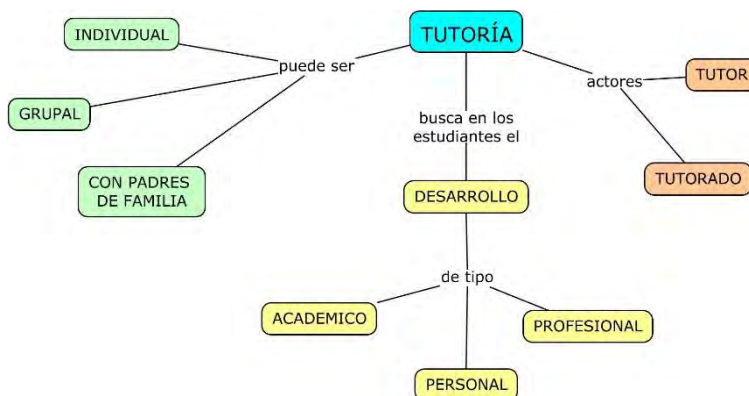 TUTORÍA
puede ser
INDIVIDUAL
GRUPAL
CON PADRES
DE FAMILIA
busca en los
estudiantes el
DESARROLLO
de tipo
ACADEMICO
PERSONAL
PROFESIONAL
actores
TUTOR
TUTORADO